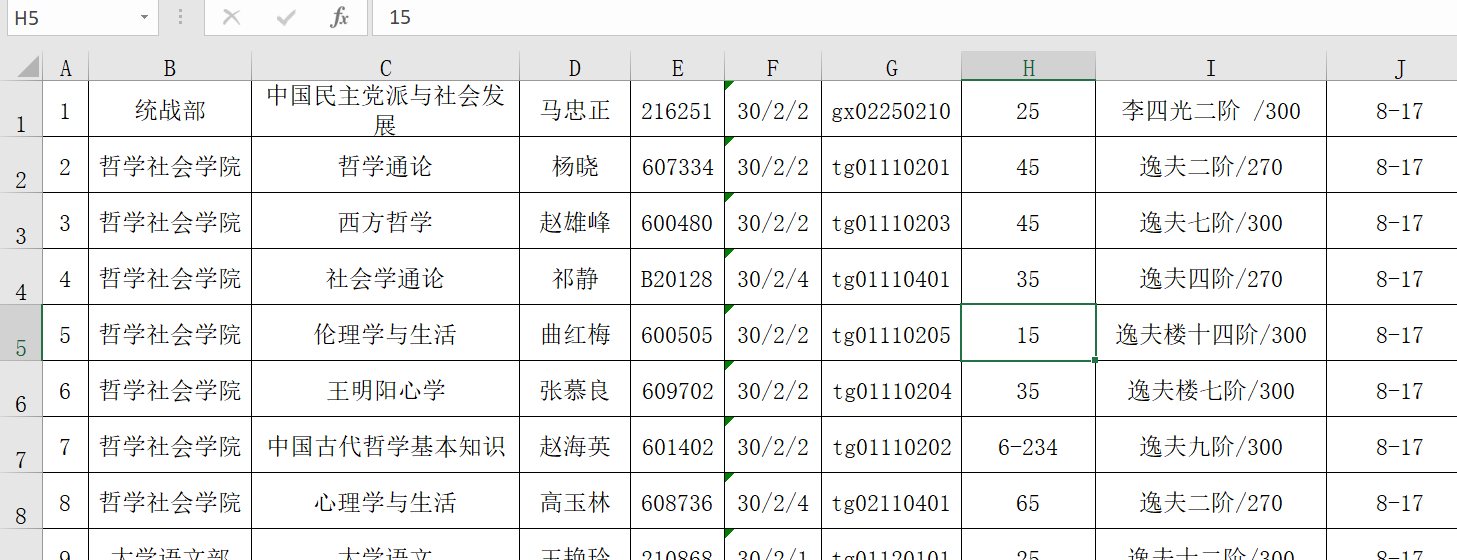 H5 fx 15
A B C D E F G H I J
1 1 统战部 中国民主党派与社会发展 马忠正 216251 30/2/2 gx02250210 25 李四光二阶 /300 8-17
2 2 哲学社会学院 哲学通论 杨晓 607334 30/2/2 tg01110201 45 逸夫二阶/270 8-17
3 3 哲学社会学院 西方哲学 赵雄峰 600480 30/2/2 tg01110203 45 逸夫七阶/300 8-17
4 4 哲学社会学院 社会学通论 祁静 B20128 30/2/4 tg01110401 35 逸夫四阶/270 8-17
5 5 哲学社会学院 伦理学与生活 曲红梅 600505 30/2/2 tg01110205 15 逸夫楼十四阶/300 8-17
6 6 哲学社会学院 王明阳心学 张慕良 609702 30/2/2 tg01110204 35 逸夫楼七阶/300 8-17
7 7 哲学社会学院 中国古代哲学基本知识 赵海英 601402 30/2/2 tg01110202 6-234 逸夫九阶/300 8-17
8 8 哲学社会学院 心理学与生活 高玉林 608736 30/2/4 tg02110401 65 逸夫二阶/270 8-17
9 大学语文部 大学语文 王艳玲 210868 30/2/1 tg01120101 25 逸夫十二阶/300 8-17